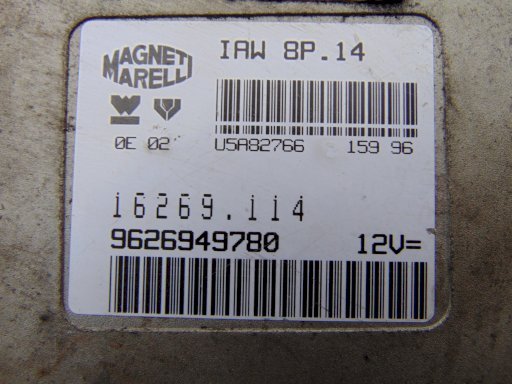 MAGNETI
MARELLI
IAW 8P.14
0E 02
U5A82766 159 96
16269.114
9626949780 12V=